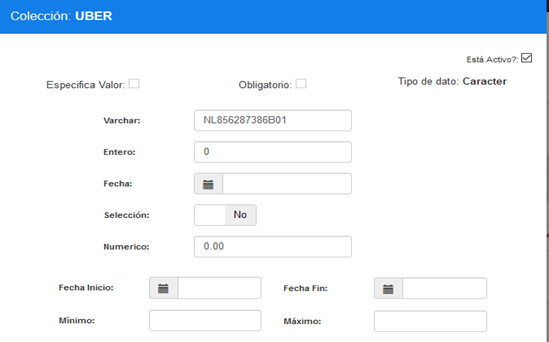 Colección: UBER
Está Activo?:
Especifica Valor:
Obligatorio:
Tipo de dato: Caracter
Varchar: NL856287386B01
Entero: 0
Fecha:
Selección: No
Numerico: 0.00
Fecha Inicio:
Fecha Fin:
Mínimo:
Máximo: